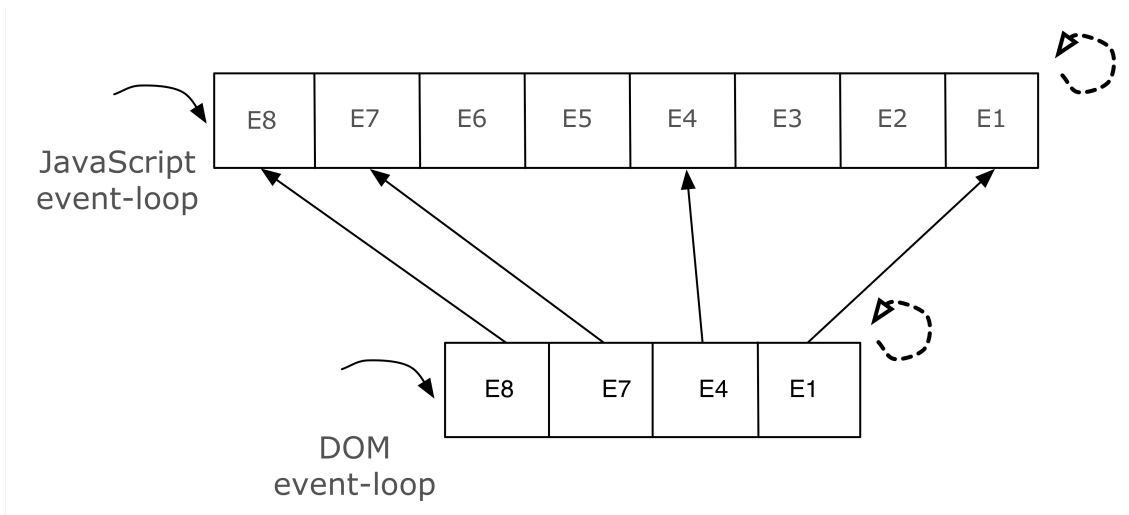 E8 E7 E6 E5 E4 E3 E2 E1
JavaScript
event-loop
E8 E7 E4 E1
DOM
event-loop